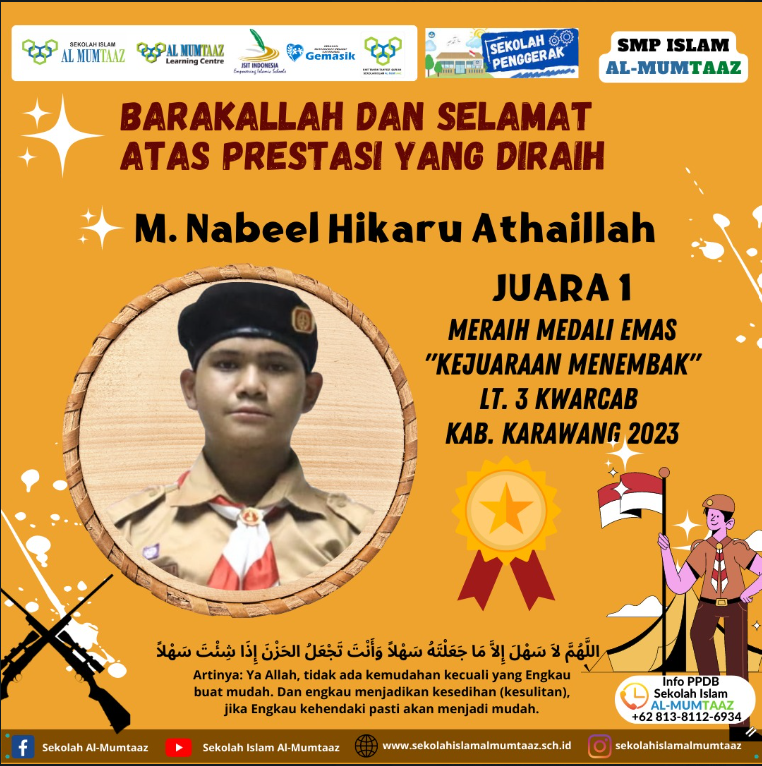 SEKOLAH ISLAM
AL MUMTAAZ
AL MUMTAAZ
Learning Centre
JSIT INDONESIA
Empowering Islamic Schools
Gemasik
SEKOLAH
PENGGERAK
SMP ISLAM
AL-MUMTAAZ
BARAKALLAH DAN SELAMAT
ATAS PRESTASI YANG DIRAIH
M. Nabeel Hikaru Athaillah
JUARA 1
MERAIH MEDALI EMAS
"KEJUARAAN MENEMBAK"
LT. 3 KWARCAB
KAB. KARAWANG 2023
اللَّهُمَّ لاَ سَهْلَ إِلاَّ مَا جَعَلْتَهُ سَهْلاً وَأَنْتَ تَجْعَلُ الحَزْنَ إِذَا شِئْتَ سَهْلاً
Artinya: Ya Allah, tidak ada kemudahan kecuali yang Engkau
buat mudah. Dan engkau menjadikan kesedihan (kesulitan),
jika Engkau kehendaki pasti akan menjadi mudah.
Info PPDB
Sekolah Islam
AL-MUMTAAZ
+62 813-8112-6934
Sekolah Al-Mumtaaz
Sekolah Islam Al-Mumtaaz
www.sekolahislamalmumtaaz.sch.id
sekolahislamalmumtaaz